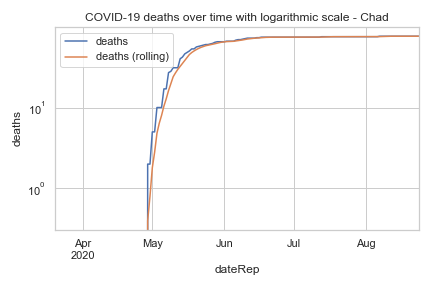 COVID-19 deaths over time with logarithmic scale - Chad
deaths
deaths (rolling)
deaths
10¹
10⁰
Apr
2020
May
Jun
Jul
Aug
dateRep